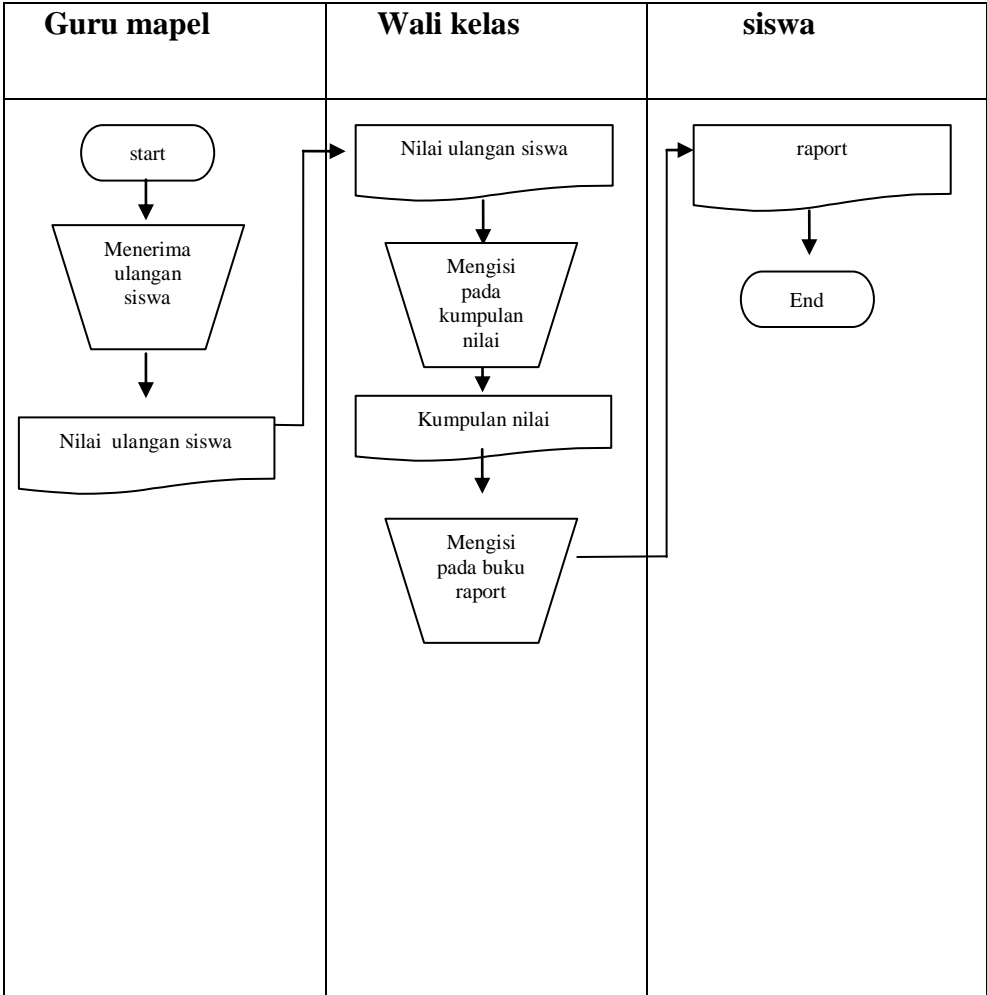 Guru mapel
Wali kelas
siswa
start
Menerima
ulangan
siswa
Nilai ulangan siswa
Nilai ulangan siswa
Mengisi
pada
kumpulan
nilai
Kumpulan nilai
Mengisi
pada buku
raport
raport
End